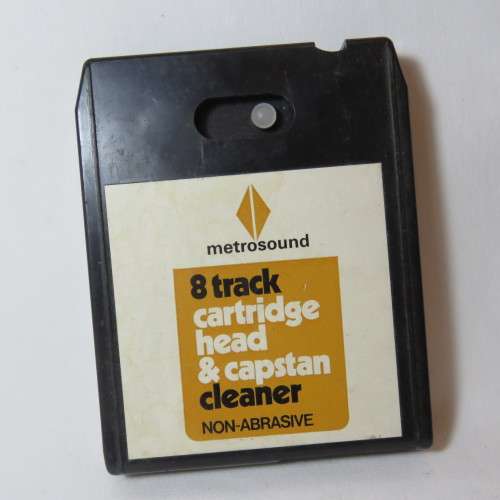 metrosound
8 track
cartridge
head
& capstan
cleaner
NON-ABRASIVE